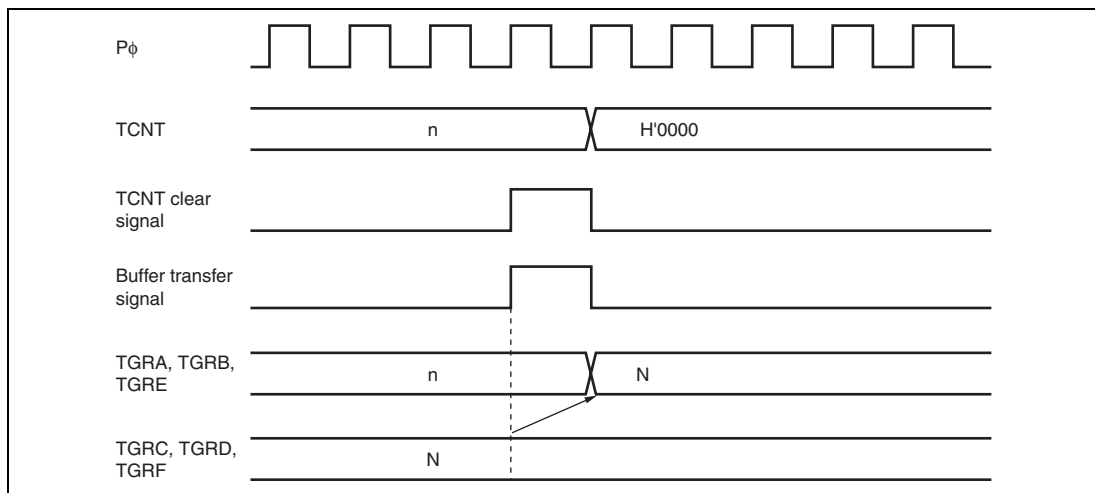 Pϕ
TCNT
n
H'0000
TCNT clear
signal
Buffer transfer
signal
TGRA, TGRB,
TGRE
n
N
TGRC, TGRD,
TGRF
N